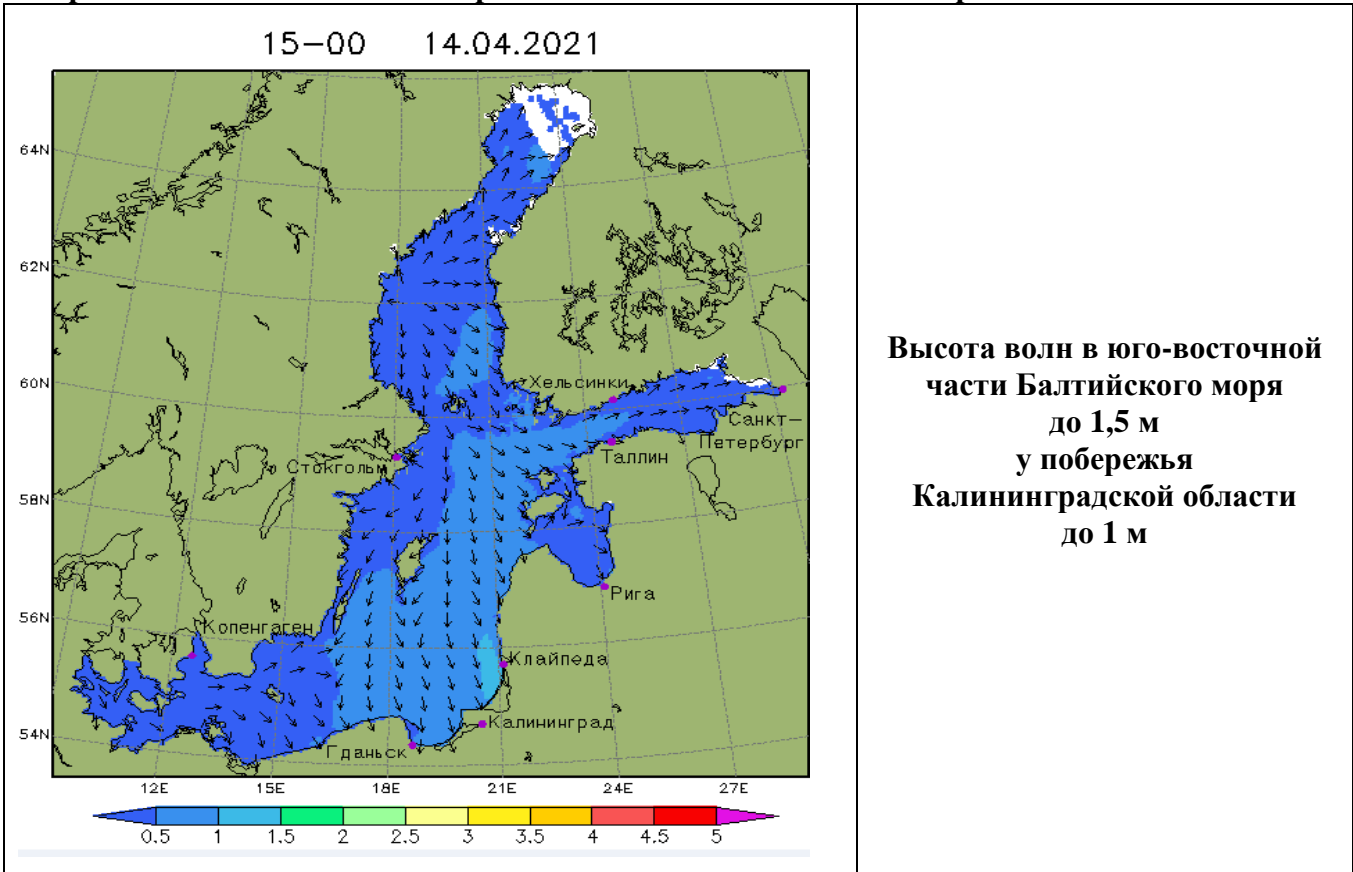 15-00 14.04.2021
64N
62N
60N
58N
56N
54N
Хельсинки
Санкт-
Петербург
Таллин
Стокгольм
Рига
Копенгаген
Клайпеда
Калининград
Гданьск
12E 15E 18E 21E 24E 27E
0.5 1 1.5 2 2.5 3 3.5 4 4.5 5
Высота волн в юго-восточной
части Балтийского моря
до 1,5 м
у побережья
Калининградской области
до 1 м